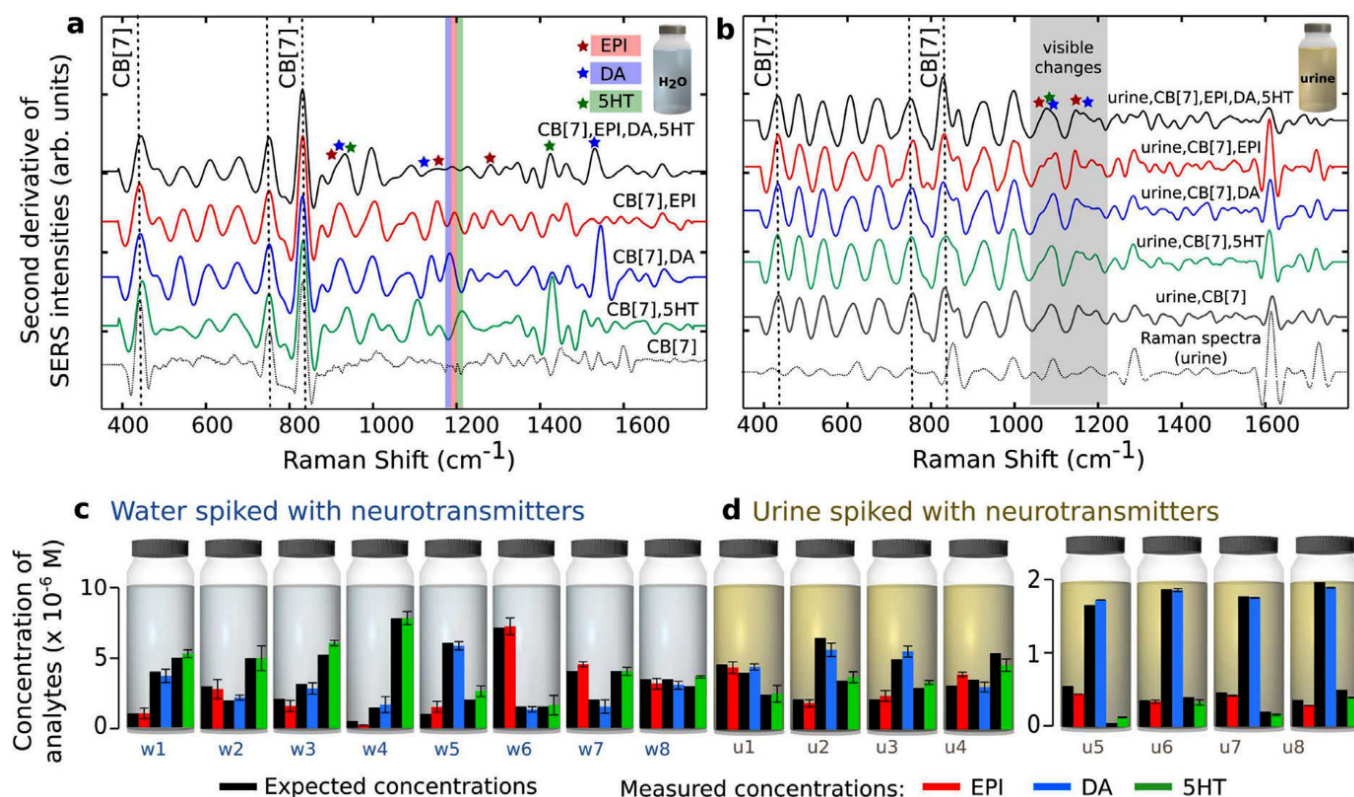 a
CB[7]
CB[7]
EPI
DA
5HT
H₂O
CB[7],EPI,DA,5HT
CB[7],EPI
CB[7],DA
CB[7],5HT
CB[7]
Second derivative of
SERS intensities (arb. units)
400 600 800 1000 1200 1400 1600
Raman Shift (cm⁻¹)
b
CB[7]
CB[7]
visible
changes
urine
urine,CB[7],EPI,DA,5HT
urine,CB[7],EPI
urine,CB[7],DA
urine,CB[7],5HT
urine,CB[7]
Raman spectra
(urine)
400 600 800 1000 1200 1400 1600
Raman Shift (cm⁻¹)
c Water spiked with neurotransmitters
d Urine spiked with neurotransmitters
Concentration of
analytes (x 10⁻⁶ M)
10
5
0
w1 w2 w3 w4 w5 w6 w7 w8 u1 u2 u3 u4
2
1
0
u5 u6 u7 u8
Expected concentrations
Measured concentrations: EPI DA 5HT